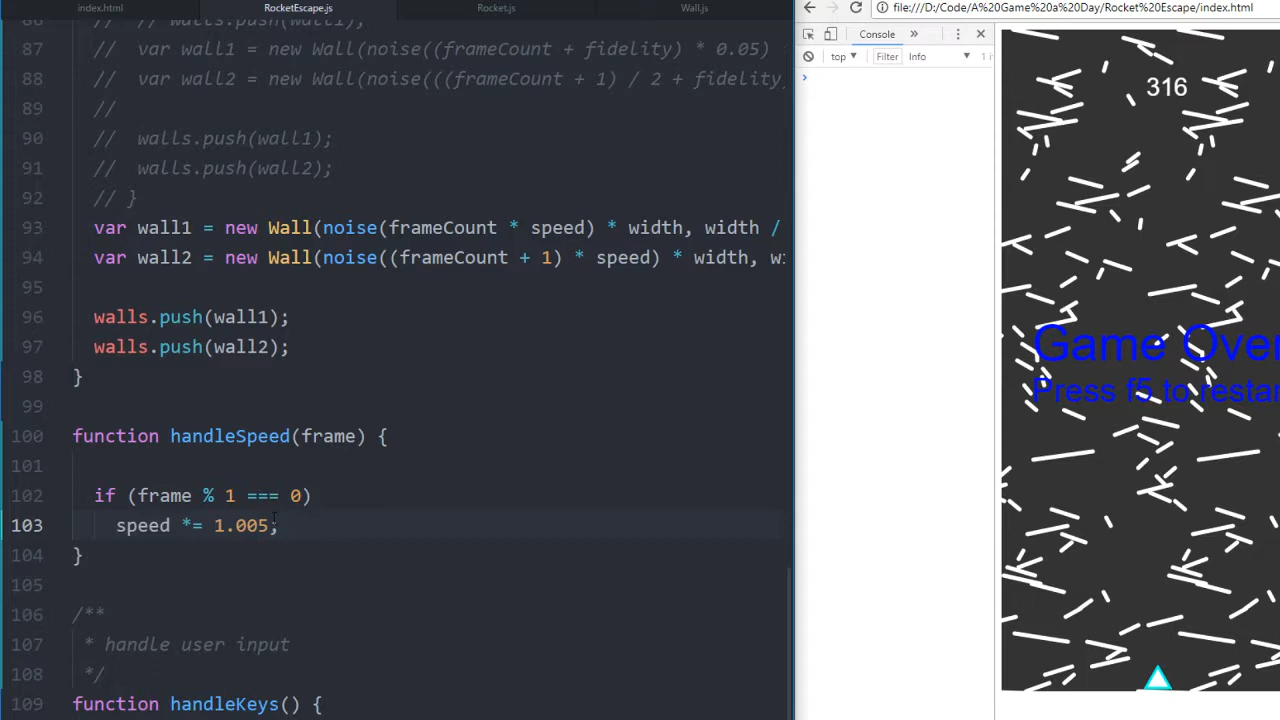 index.html
RocketEscape.js
Rocket.js
Wall.js
86 // // walls.push(wall1);
87 // var wall1 = new Wall(noise((frameCount + fidelity) * 0.05)
88 // var wall2 = new Wall(noise(((frameCount + 1) / 2 + fidelity
89 //
90 // walls.push(wall1);
91 // walls.push(wall2);
92 // }
93 var wall1 = new Wall(noise(frameCount * speed) * width, width /
94 var wall2 = new Wall(noise((frameCount + 1) * speed) * width, wi
95
96 walls.push(wall1);
97 walls.push(wall2);
98 }
99
100 function handleSpeed(frame) {
101
102 if (frame % 1 === 0)
103 speed *= 1.005;
104 }
105
106 /**
107 * handle user input
108 */
109 function handleKeys() {
file:///D:/Code/A%20Game%20a%20Day/Rocket%20Escape/index.html
Console »
top Filter Info 1 i
316
Game Over
Press f5 to restar